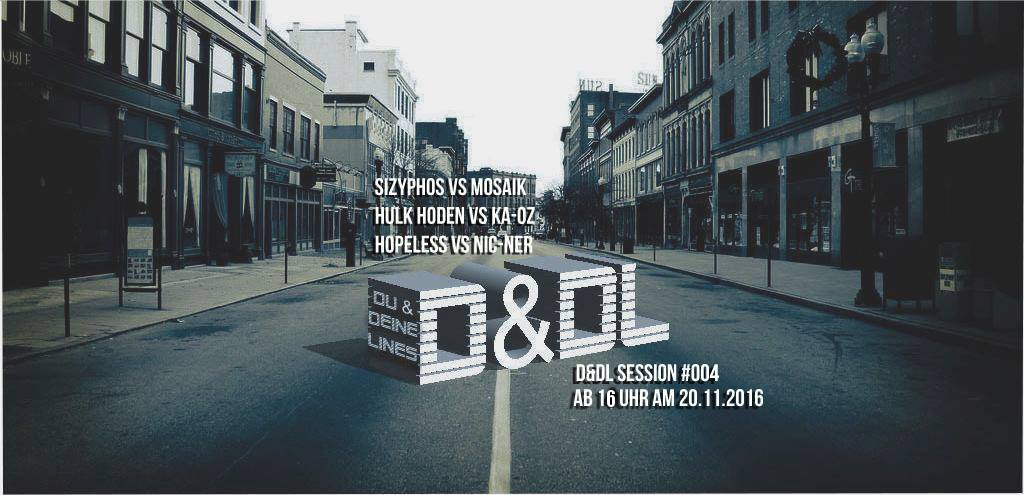 OBLE
SIZYPHOS VS MOSAIK
HULK HODEN VS KA-OZ
HOPELESS VS NIC-NER
DU &
DEINE
LINES
D&DL
D&DL SESSION #004
AB 16 UHR AM 20.11.2016